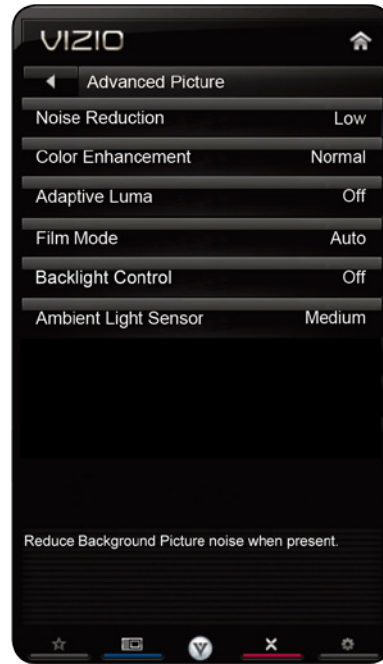 VIZIO
Advanced Picture
Noise Reduction Low
Color Enhancement Normal
Adaptive Luma Off
Film Mode Auto
Backlight Control Off
Ambient Light Sensor Medium
Reduce Background Picture noise when present.
V